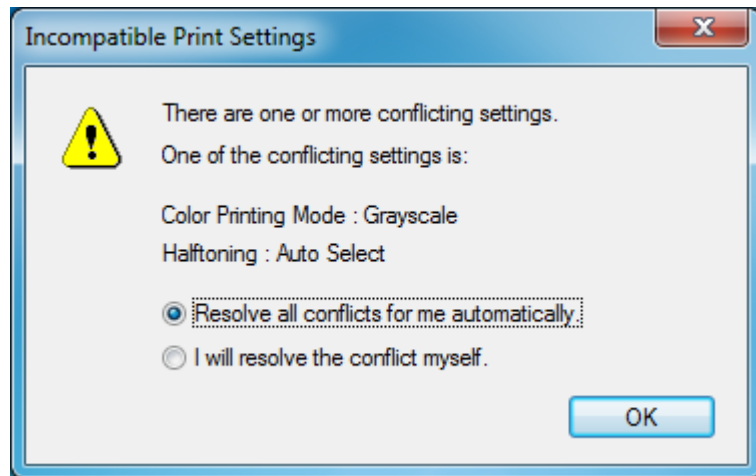 Incompatible Print Settings
There are one or more conflicting settings.
One of the conflicting settings is:
Color Printing Mode : Grayscale
Halftoning : Auto Select
Resolve all conflicts for me automatically.
I will resolve the conflict myself.
OK